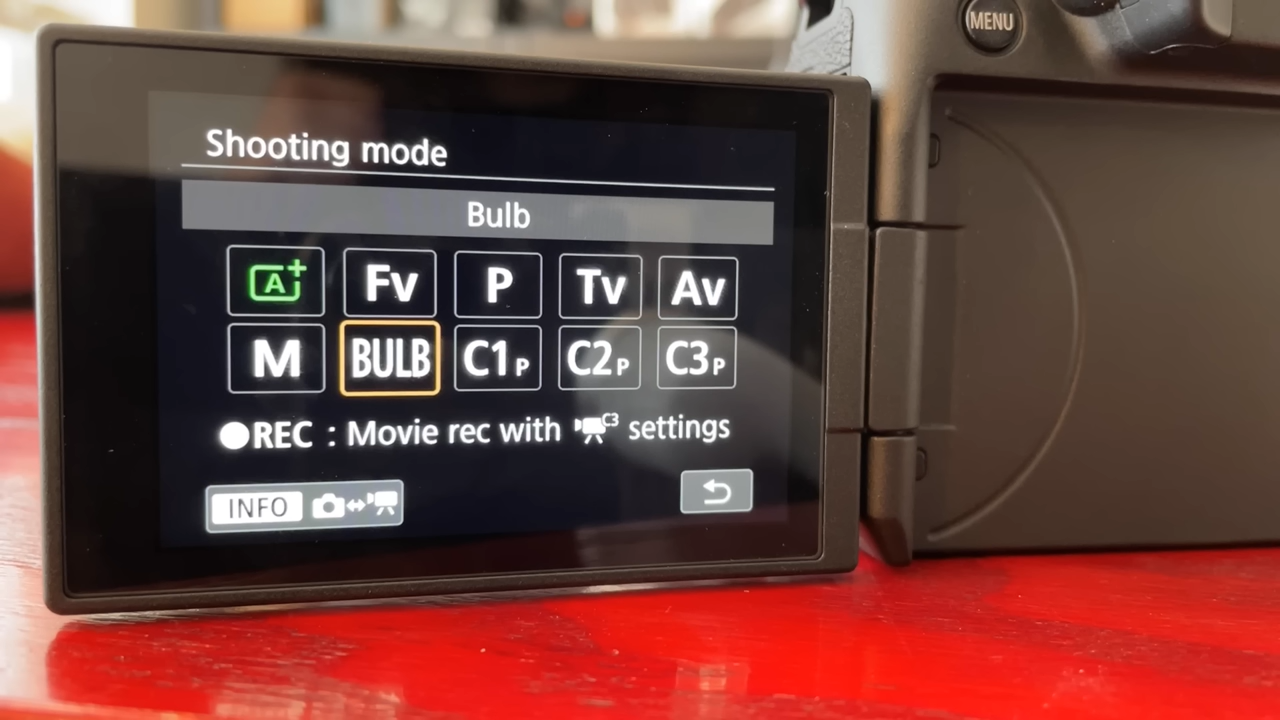 MENU
Shooting mode
Bulb
A+ Fv P Tv Av
M BULB C1P C2P C3P
REC : Movie rec with C3 settings
INFO